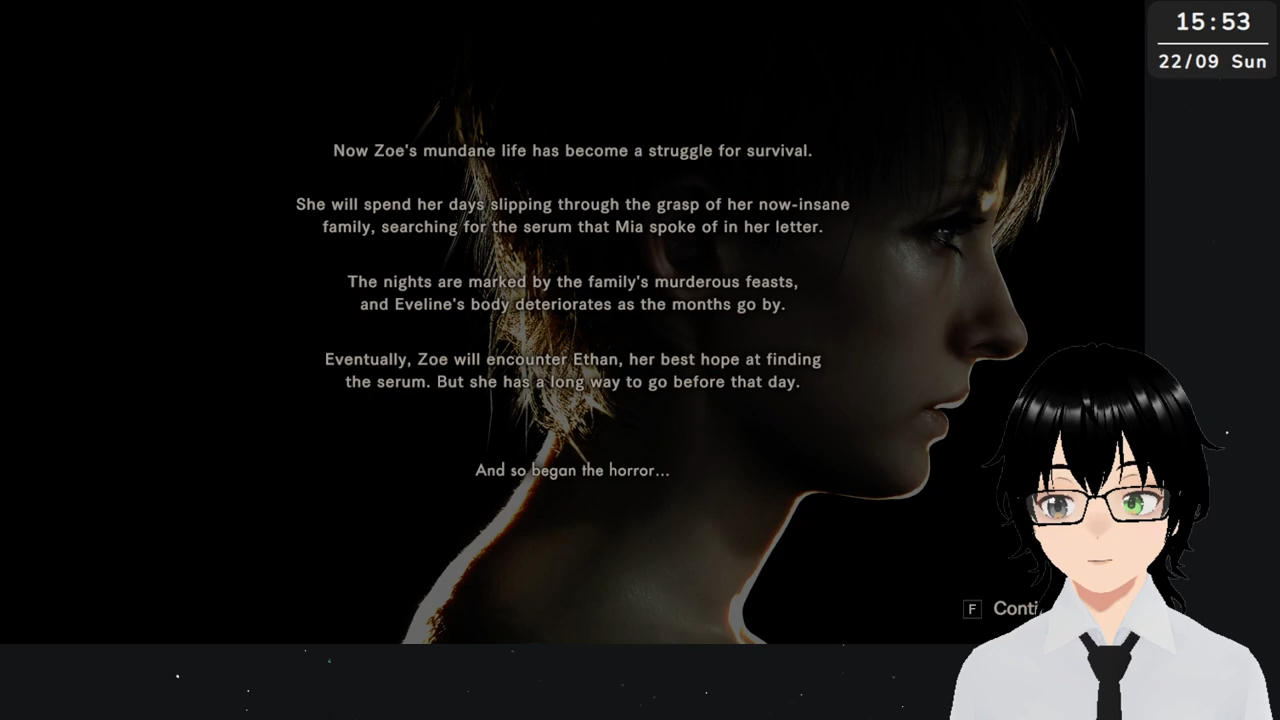 15:53
22/09 Sun
Now Zoe's mundane life has become a struggle for survival.
She will spend her days slipping through the grasp of her now-insane
family, searching for the serum that Mia spoke of in her letter.
The nights are marked by the family's murderous feasts,
and Eveline's body deteriorates as the months go by.
Eventually, Zoe will encounter Ethan, her best hope at finding
the serum. But she has a long way to go before that day.
And so began the horror...
F Conti